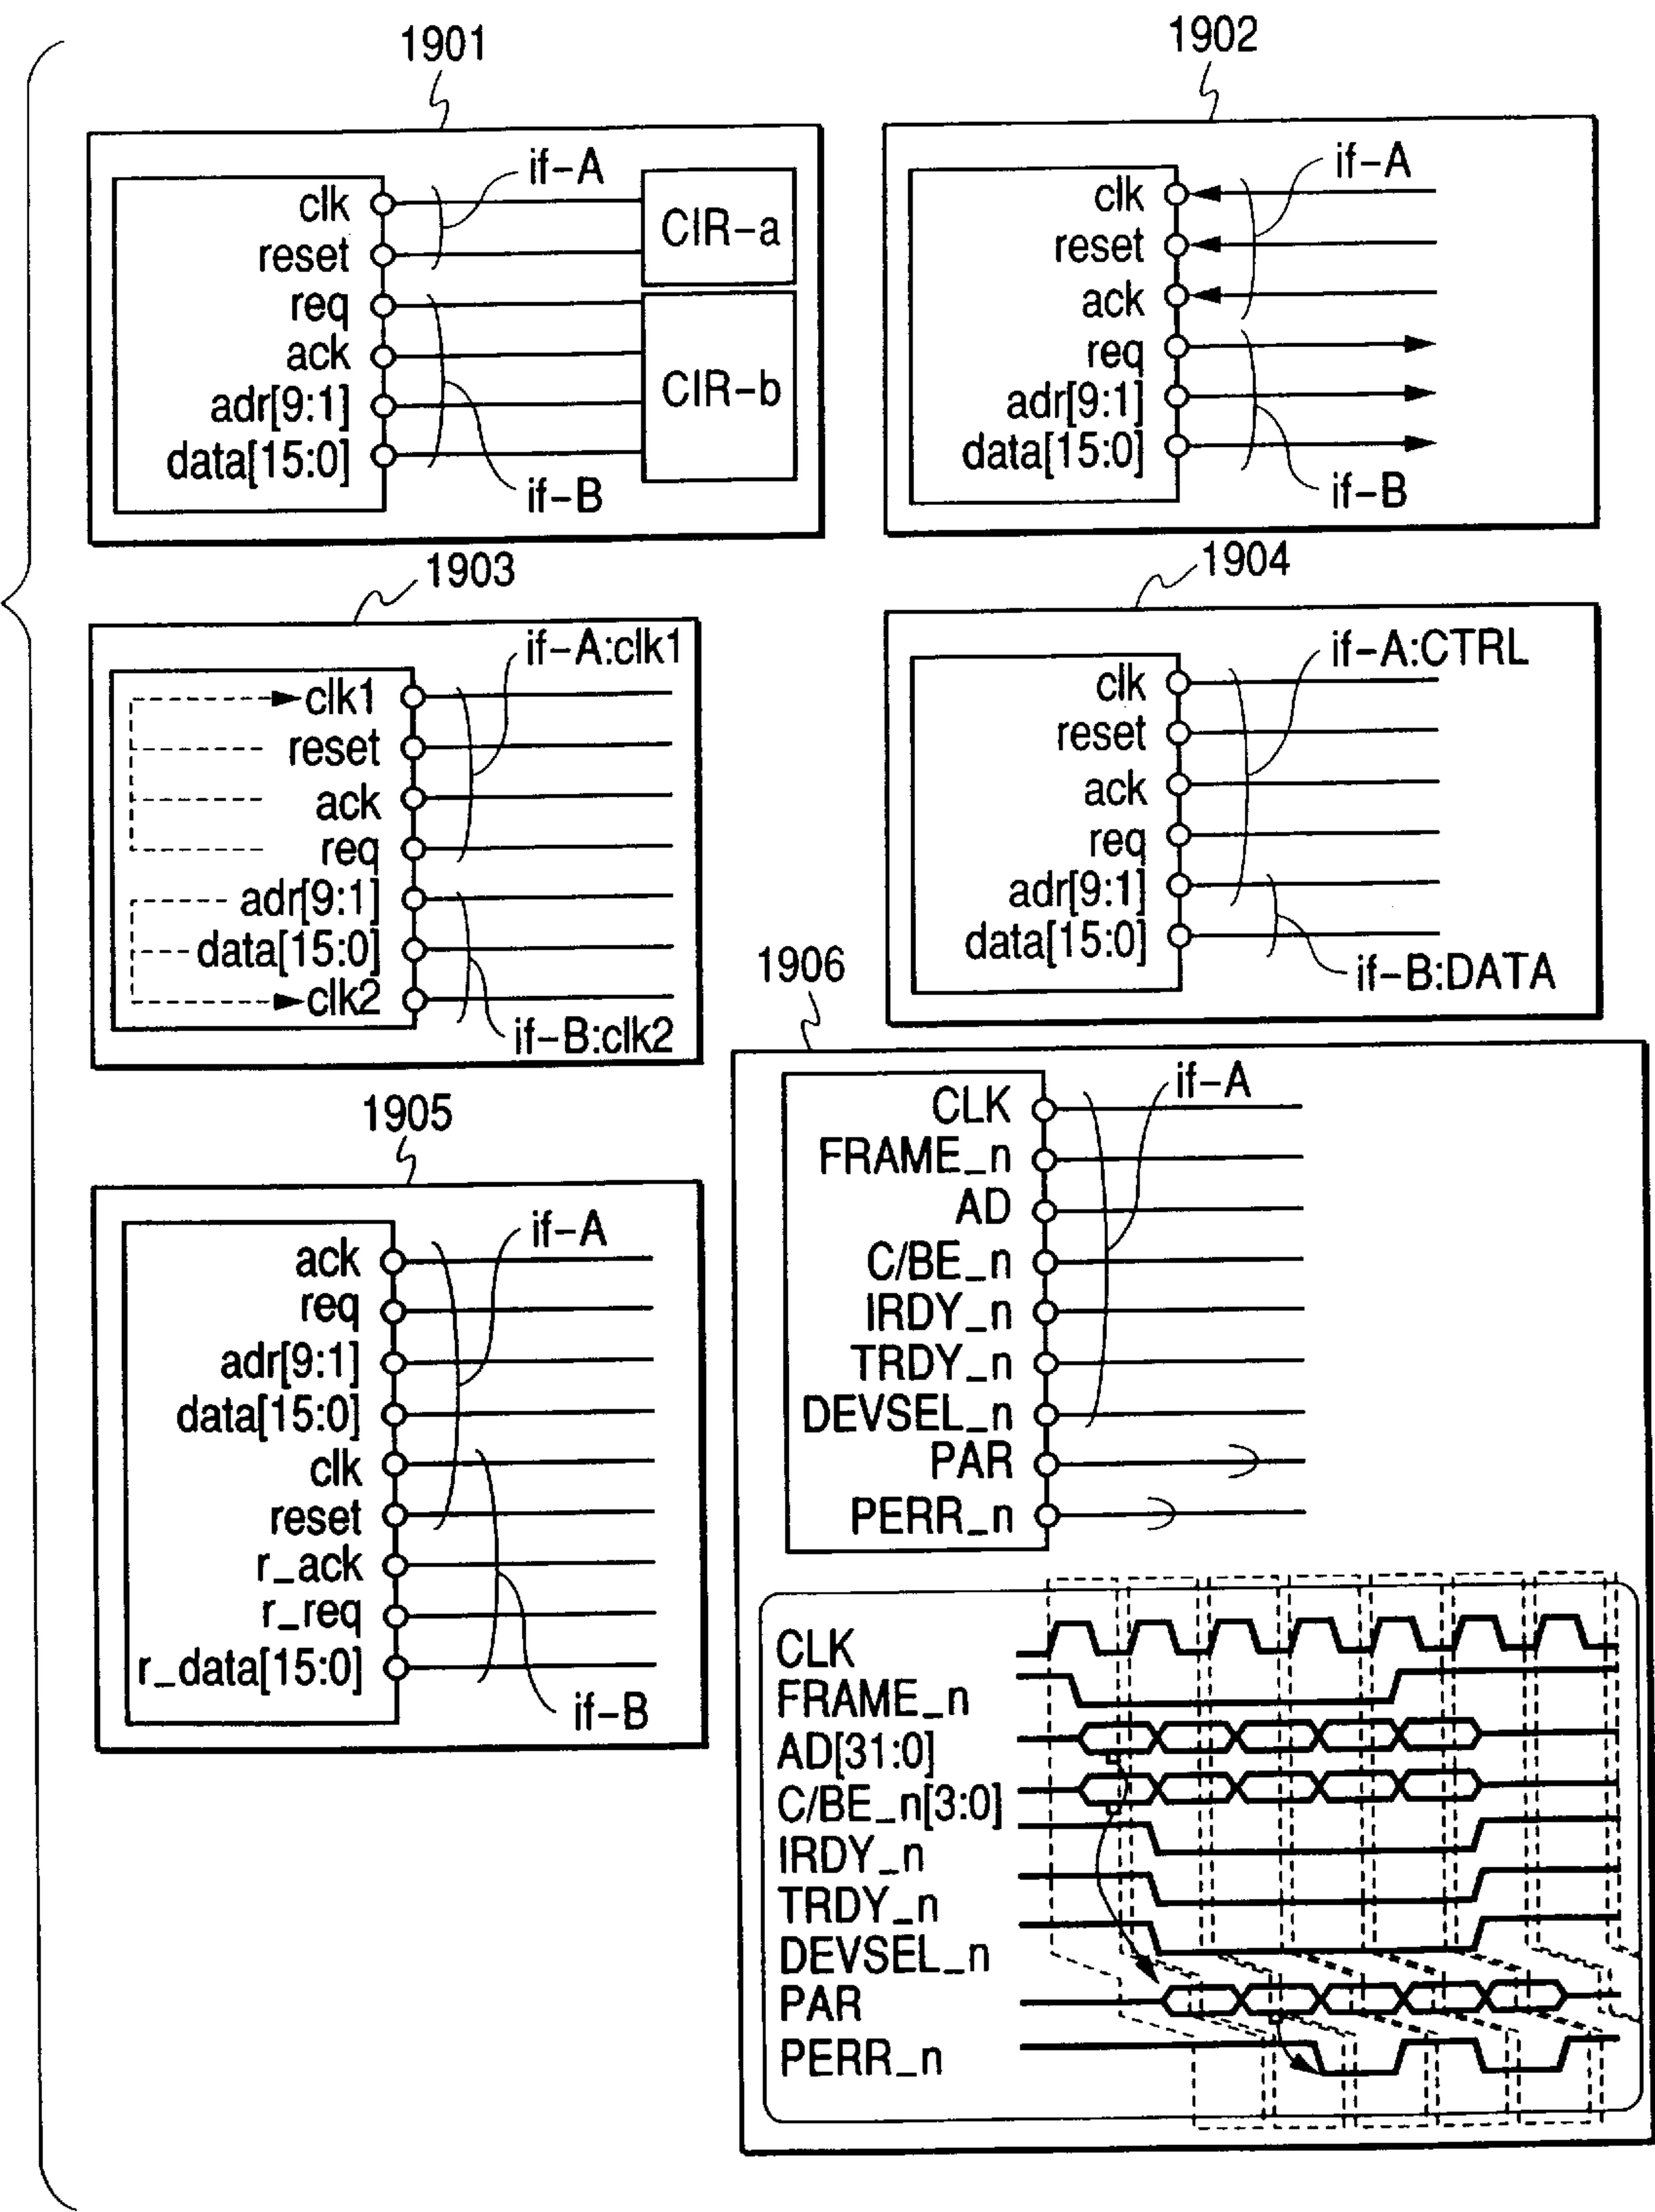 1901
if-A
clk
reset
req
ack
adr[9:1]
data[15:0]
CIR-a
CIR-b
if-B
1902
if-A
clk
reset
ack
req
adr[9:1]
data[15:0]
if-B
1903
if-A:clk1
clk1
reset
ack
req
adr[9:1]
data[15:0]
clk2
if-B:clk2
1904
if-A:CTRL
clk
reset
ack
req
adr[9:1]
data[15:0]
if-B:DATA
1905
if-A
ack
req
adr[9:1]
data[15:0]
clk
reset
r_ack
r_req
r_data[15:0]
if-B
1906
if-A
CLK
FRAME_n
AD
C/BE_n
IRDY_n
TRDY_n
DEVSEL_n
PAR
PERR_n
CLK
FRAME_n
AD[31:0]
C/BE_n[3:0]
IRDY_n
TRDY_n
DEVSEL_n
PAR
PERR_n